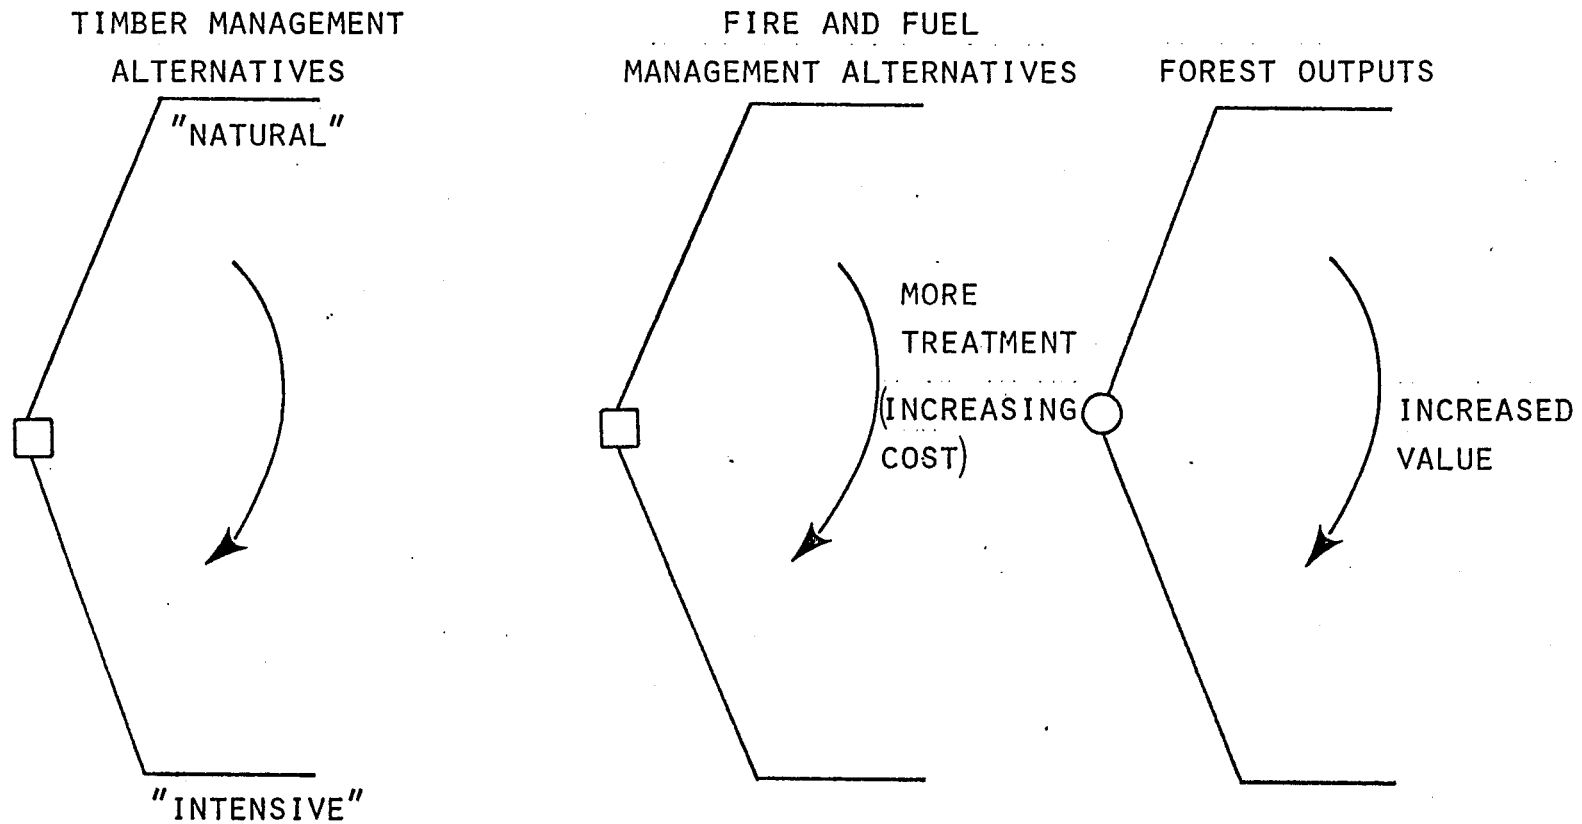 TIMBER MANAGEMENT
ALTERNATIVES
"NATURAL"
"INTENSIVE"
FIRE AND FUEL
MANAGEMENT ALTERNATIVES
MORE
TREATMENT
(INCREASING
COST)
FOREST OUTPUTS
INCREASED
VALUE